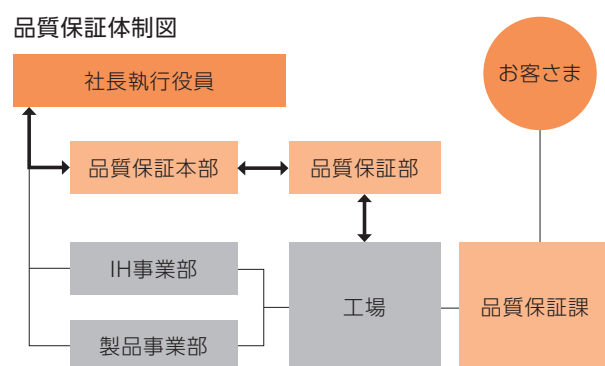 品質保証体制図
社長執行役員
お客さま
品質保証本部
品質保証部
IH事業部
工場
品質保証課
製品事業部